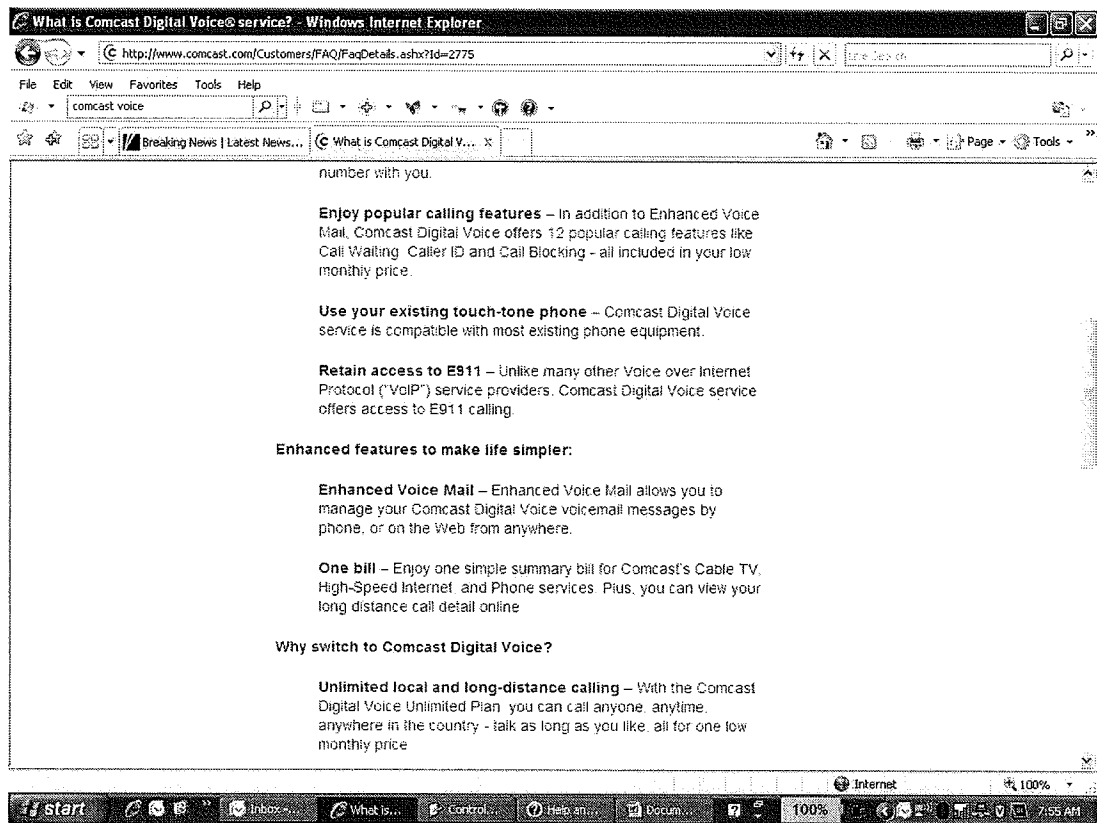 What is Comcast Digital Voice® service? - Windows Internet Explorer
http://www.comcast.com/Customers/FAQ/FaqDetails.ashx?Id=2775
File Edit View Favorites Tools Help
comcast voice
Breaking News | Latest News... What is Comcast Digital V... x
Page Tools
number with you.
Enjoy popular calling features – In addition to Enhanced Voice
Mail, Comcast Digital Voice offers 12 popular calling features like
Call Waiting Caller ID and Call Blocking - all included in your low
monthly price.
Use your existing touch-tone phone – Comcast Digital Voice
service is compatible with most existing phone equipment.
Retain access to E911 – Unlike many other Voice over Internet
Protocol ("VoIP") service providers, Comcast Digital Voice service
offers access to E911 calling.
Enhanced features to make life simpler:
Enhanced Voice Mail – Enhanced Voice Mail allows you to
manage your Comcast Digital Voice voicemail messages by
phone, or on the Web from anywhere.
One bill – Enjoy one simple summary bill for Comcast's Cable TV,
High-Speed Internet, and Phone services. Plus, you can view your
long distance call detail online
Why switch to Comcast Digital Voice?
Unlimited local and long-distance calling – With the Comcast
Digital Voice Unlimited Plan you can call anyone, anytime,
anywhere in the country - talk as long as you like, all for one low
monthly price
Internet 100%
start Inbox -... What is... Control... Help an... Docum... 100% 7:55 AM